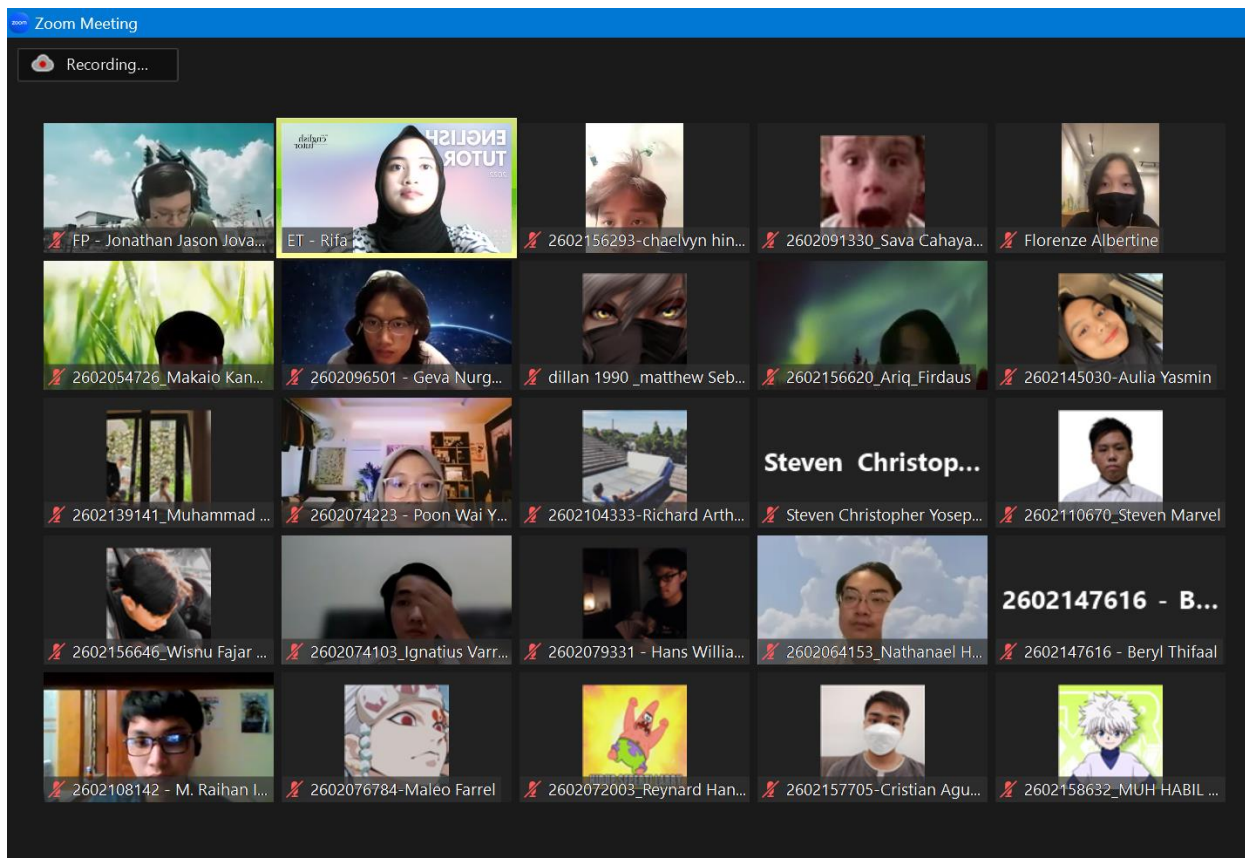 zoom Zoom Meeting
Recording...
English tutor
ENGLISH
TUTOR
FP - Jonathan Jason Jova...
ET - Rifa
2602156293-chaelvyn hin...
2602091330_Sava Cahaya...
Florenze Albertine
2602054726_Makaio Kan...
2602096501 - Geva Nurg...
dillan 1990 _matthew Seb...
2602156620_Ariq_Firdaus
2602145030-Aulia Yasmin
2602139141_Muhammad ...
2602074223 - Poon Wai Y...
2602104333-Richard Arth...
Steven Christop...
Steven Christopher Yosep...
2602110670_Steven Marvel
2602156646_Wisnu Fajar ...
2602074103_Ignatius Varr...
2602079331 - Hans Willia...
2602064153_Nathanael H...
2602147616 - B...
2602147616 - Beryl Thifaal
2602108142 - M. Raihan I...
2602076784-Maleo Farrel
2602072003_Reynard Han...
2602157705-Cristian Agu...
2602158632_MUH HABIL ...